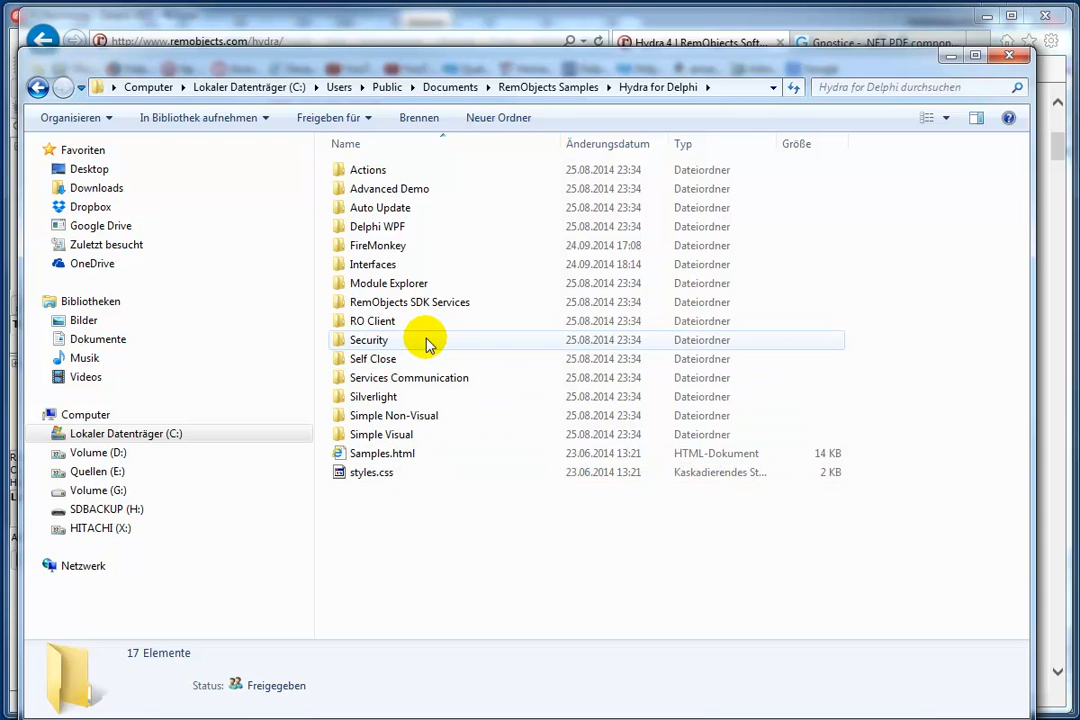 http://www.remobjects.com/hydra/
Hydra 4 | RemObjects Soft...
Gnostice - .NET PDF compon...
Computer
Lokaler Datenträger (C:)
Users
Public
Documents
RemObjects Samples
Hydra for Delphi
Hydra for Delphi durchsuchen
Organisieren
In Bibliothek aufnehmen
Freigeben für
Brennen
Neuer Ordner
Name Änderungsdatum Typ Größe
Favoriten
Desktop
Downloads
Dropbox
Google Drive
Zuletzt besucht
OneDrive
Bibliotheken
Bilder
Dokumente
Musik
Videos
Computer
Lokaler Datenträger (C:)
Volume (D:)
Quellen (E:)
Volume (G:)
SDBACKUP (H:)
HITACHI (X:)
Netzwerk
Actions 25.08.2014 23:34 Dateiordner
Advanced Demo 25.08.2014 23:34 Dateiordner
Auto Update 25.08.2014 23:34 Dateiordner
Delphi WPF 25.08.2014 23:34 Dateiordner
FireMonkey 24.09.2014 17:08 Dateiordner
Interfaces 24.09.2014 18:14 Dateiordner
Module Explorer 25.08.2014 23:34 Dateiordner
RemObjects SDK Services 25.08.2014 23:34 Dateiordner
RO Client 25.08.2014 23:34 Dateiordner
Security 25.08.2014 23:34 Dateiordner
Self Close 25.08.2014 23:34 Dateiordner
Services Communication 25.08.2014 23:34 Dateiordner
Silverlight 25.08.2014 23:34 Dateiordner
Simple Non-Visual 25.08.2014 23:34 Dateiordner
Simple Visual 25.08.2014 23:34 Dateiordner
Samples.html 23.06.2014 13:21 HTML-Dokument 14 KB
styles.css 23.06.2014 13:21 Kaskadierendes St... 2 KB
17 Elemente
Status: Freigegeben